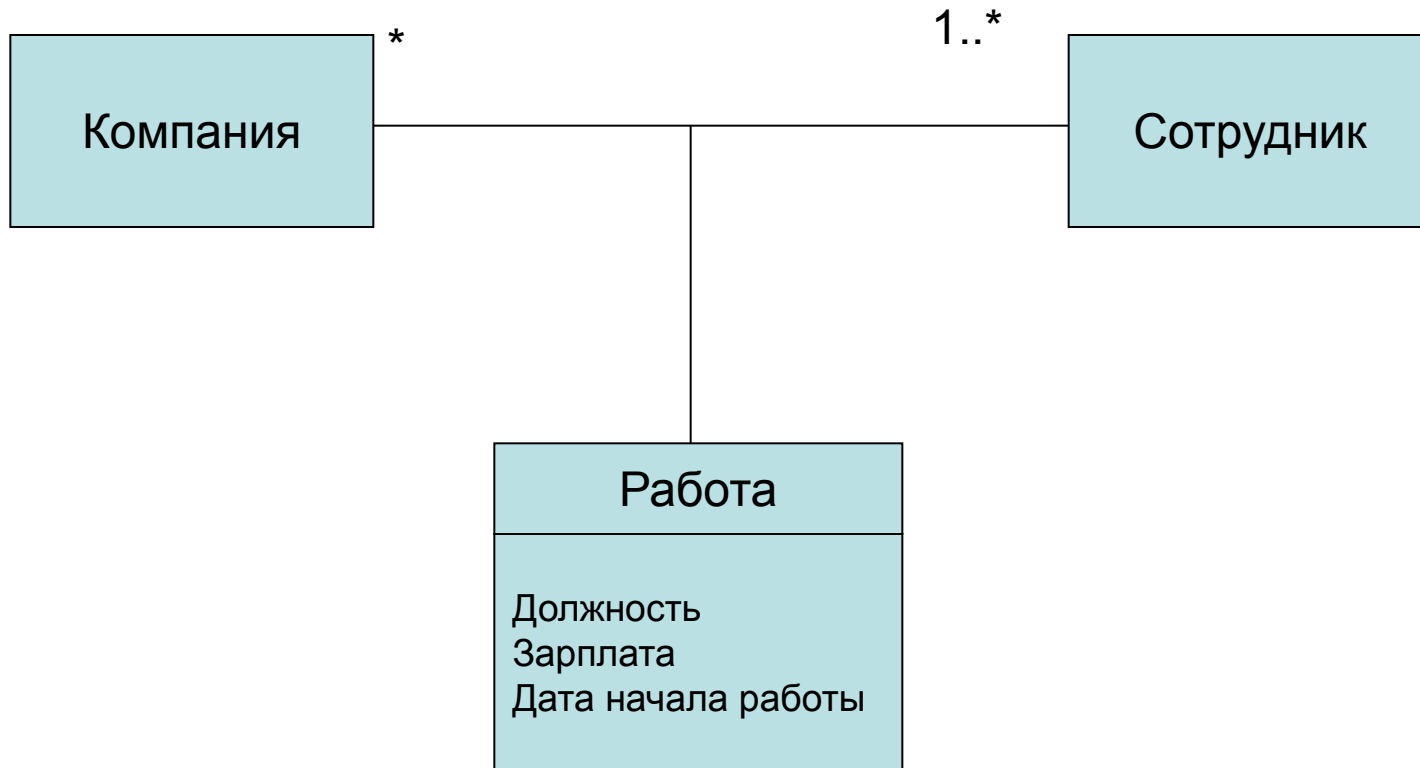 *
1..*
Компания
Сотрудник
Работа
Должность
Зарплата
Дата начала работы